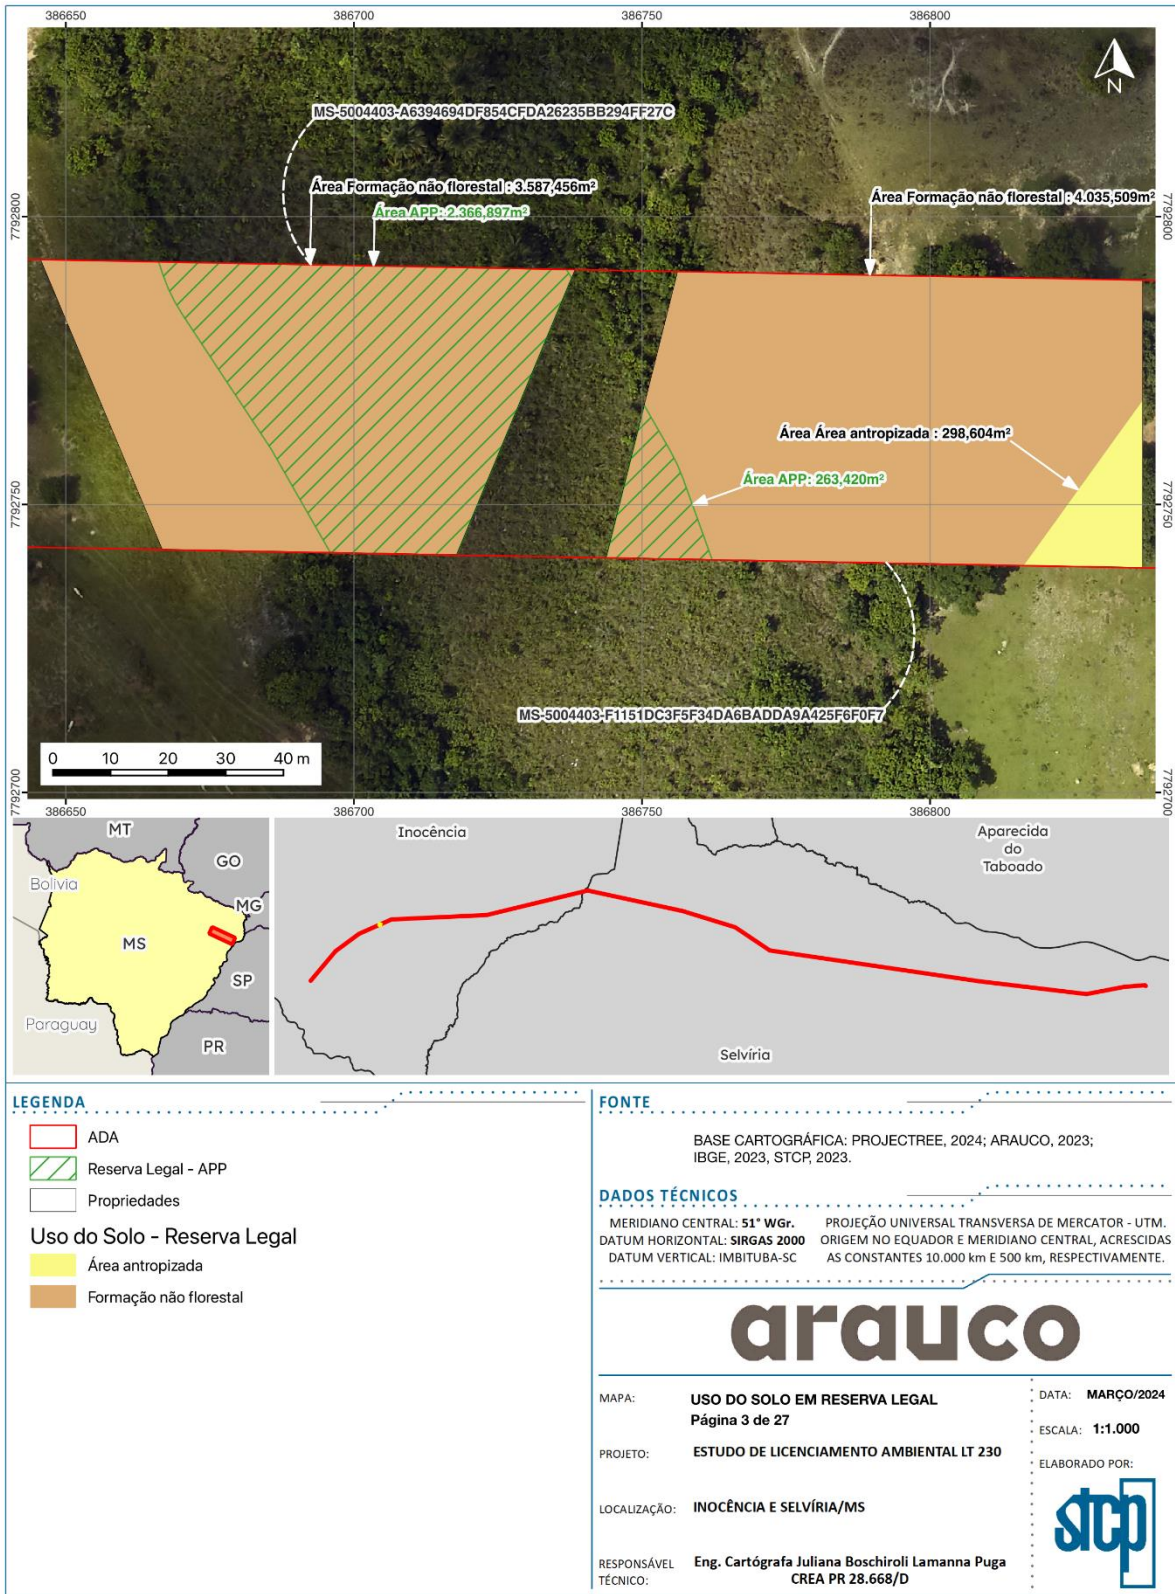 386650
386700
386750
386800
N
MS-5004403-A6394694DF854CFDA26235BB294FF27C
Área Formação não florestal : 3.587,456m²
Área APP: 2.366,897m²
Área Formação não florestal : 4.035,509m²
7792800
7792800
Área Área antropizada : 298,604m²
Área APP: 263,420m²
7792750
7792750
MS-5004403-F1151DC3F5F34DA6BADDA9A425F6F0F7
0 10 20 30 40 m
7792700
7792700
386650
386700
386750
386800
0
MT
GO
Bolivia
MG
MS
SP
Paraguay
PR
Inocência
Aparecida
do
Taboado
Selvíria
LEGENDA
ADA
Reserva Legal - APP
Propriedades
Uso do Solo - Reserva Legal
Área antropizada
Formação não florestal
FONTE
BASE CARTOGRÁFICA: PROJECTREE, 2024; ARAUCO, 2023;
IBGE, 2023, STCP, 2023.
DADOS TÉCNICOS
MERIDIANO CENTRAL: 51° WGr.
DATUM HORIZONTAL: SIRGAS 2000
DATUM VERTICAL: IMBITUBA-SC
PROJEÇÃO UNIVERSAL TRANSVERSA DE MERCATOR - UTM.
ORIGEM NO EQUADOR E MERIDIANO CENTRAL, ACRESCIDAS
AS CONSTANTES 10.000 km E 500 km, RESPECTIVAMENTE.
arauco
MAPA: USO DO SOLO EM RESERVA LEGAL
Página 3 de 27
PROJETO: ESTUDO DE LICENCIAMENTO AMBIENTAL LT 230
LOCALIZAÇÃO: INOCÊNCIA E SELVÍRIA/MS
RESPONSÁVEL
TÉCNICO:
Eng. Cartógrafa Juliana Boschiroli Lamanna Puga
CREA PR 28.668/D
DATA: MARÇO/2024
ESCALA: 1:1.000
ELABORADO POR:
stcp